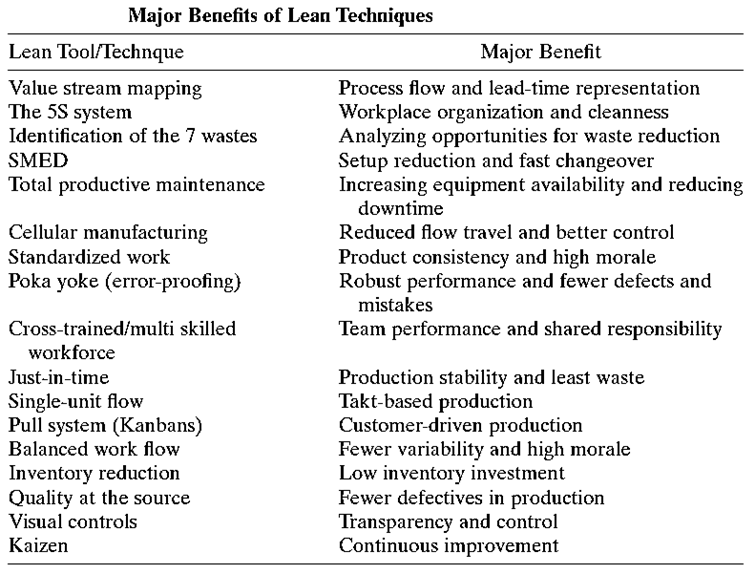 Major Benefits of Lean Techniques
Lean Tool/Technque Major Benefit
Value stream mapping Process flow and lead-time representation
The 5S system Workplace organization and cleanness
Identification of the 7 wastes Analyzing opportunities for waste reduction
SMED Setup reduction and fast changeover
Total productive maintenance Increasing equipment availability and reducing
downtime
Cellular manufacturing Reduced flow travel and better control
Standardized work Product consistency and high morale
Poka yoke (error-proofing) Robust performance and fewer defects and
mistakes
Cross-trained/multi skilled Team performance and shared responsibility
workforce
Just-in-time Production stability and least waste
Single-unit flow Takt-based production
Pull system (Kanbans) Customer-driven production
Balanced work flow Fewer variability and high morale
Inventory reduction Low inventory investment
Quality at the source Fewer defectives in production
Visual controls Transparency and control
Kaizen Continuous improvement